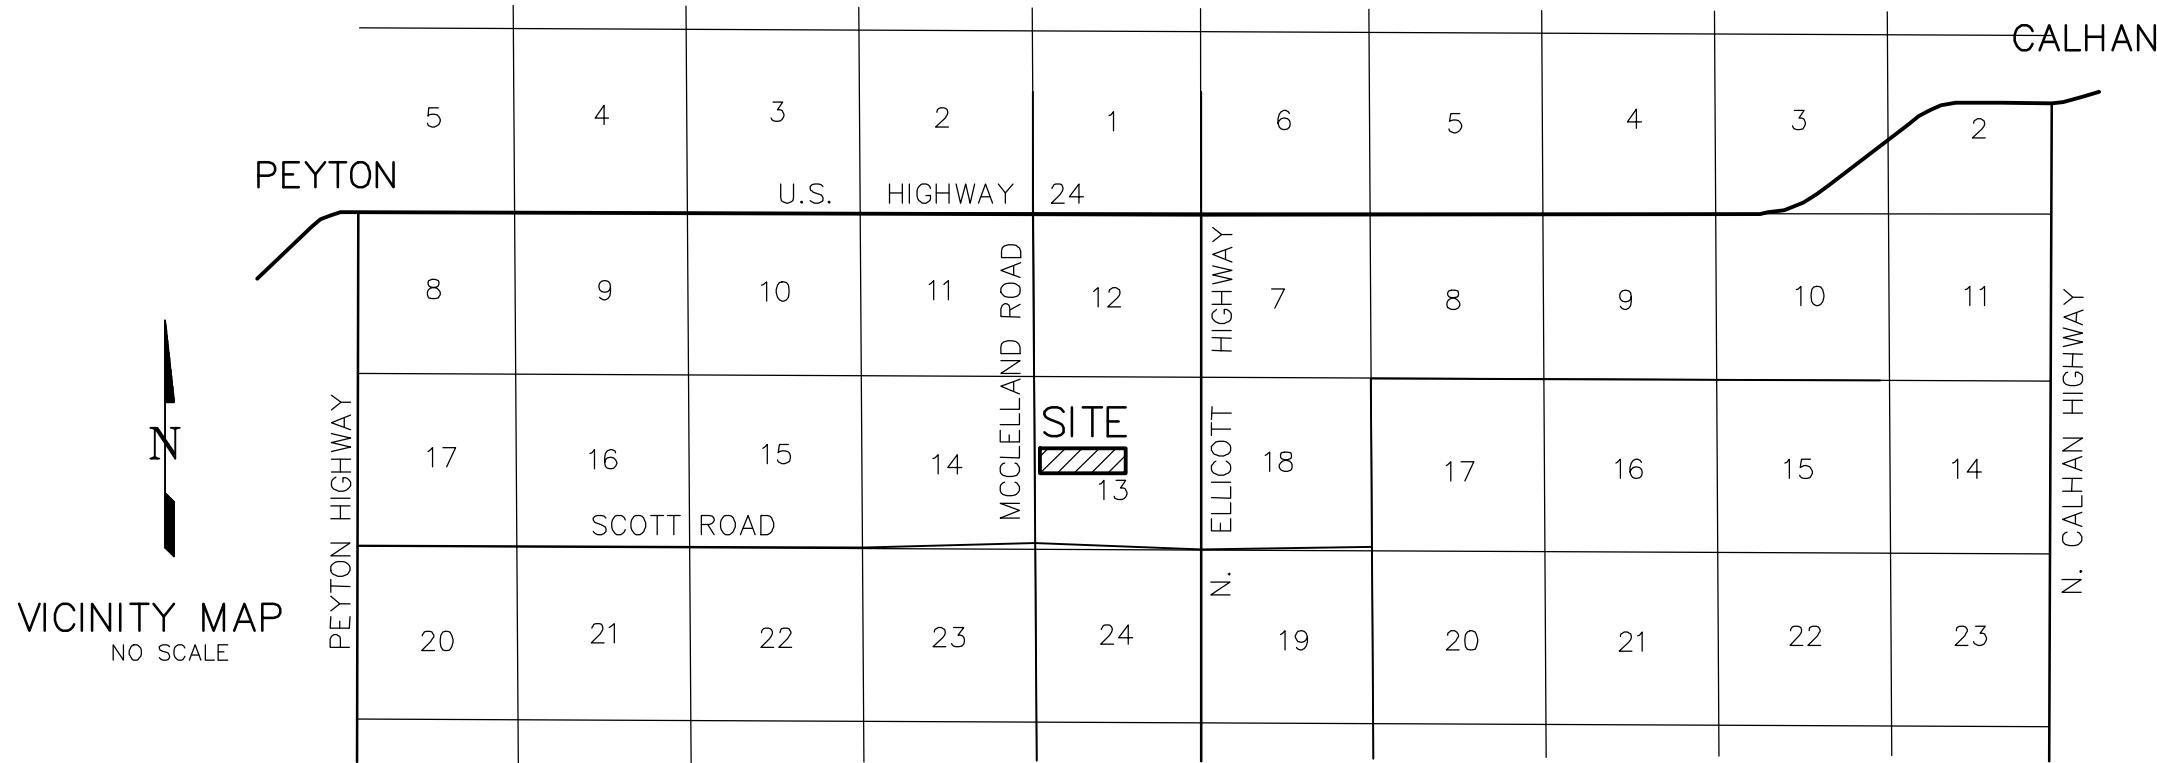 CALHAN
5 4 3 2 1 6 5 4 3 2
PEYTON
U.S. HIGHWAY 24
8 9 10 11 12 7 8 9 10 11
MCCLELLAND ROAD
N. ELLICOTT HIGHWAY
N. CALHAN HIGHWAY
PEYTON HIGHWAY
SITE
N
17 16 15 14 13 18 17 16 15 14
SCOTT ROAD
VICINITY MAP
NO SCALE
20 21 22 23 24 19 20 21 22 23